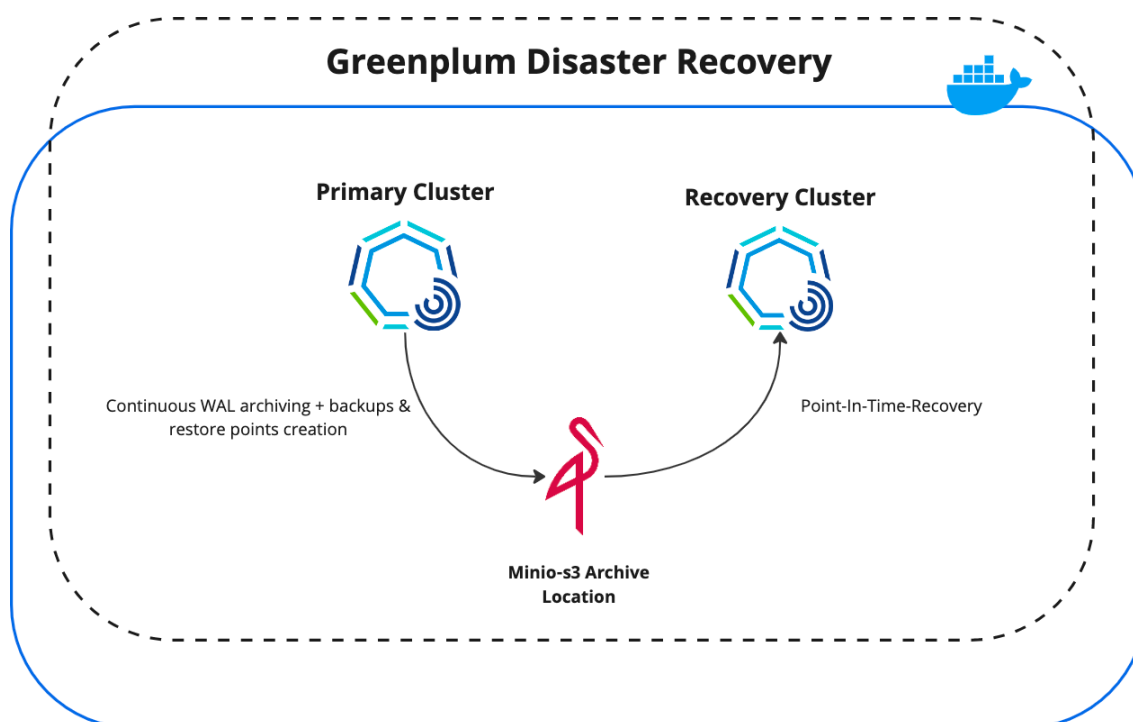 Greenplum Disaster Recovery
Primary Cluster
Recovery Cluster
Continuous WAL archiving + backups &
restore points creation
Point-In-Time-Recovery
Minio-s3 Archive
Location